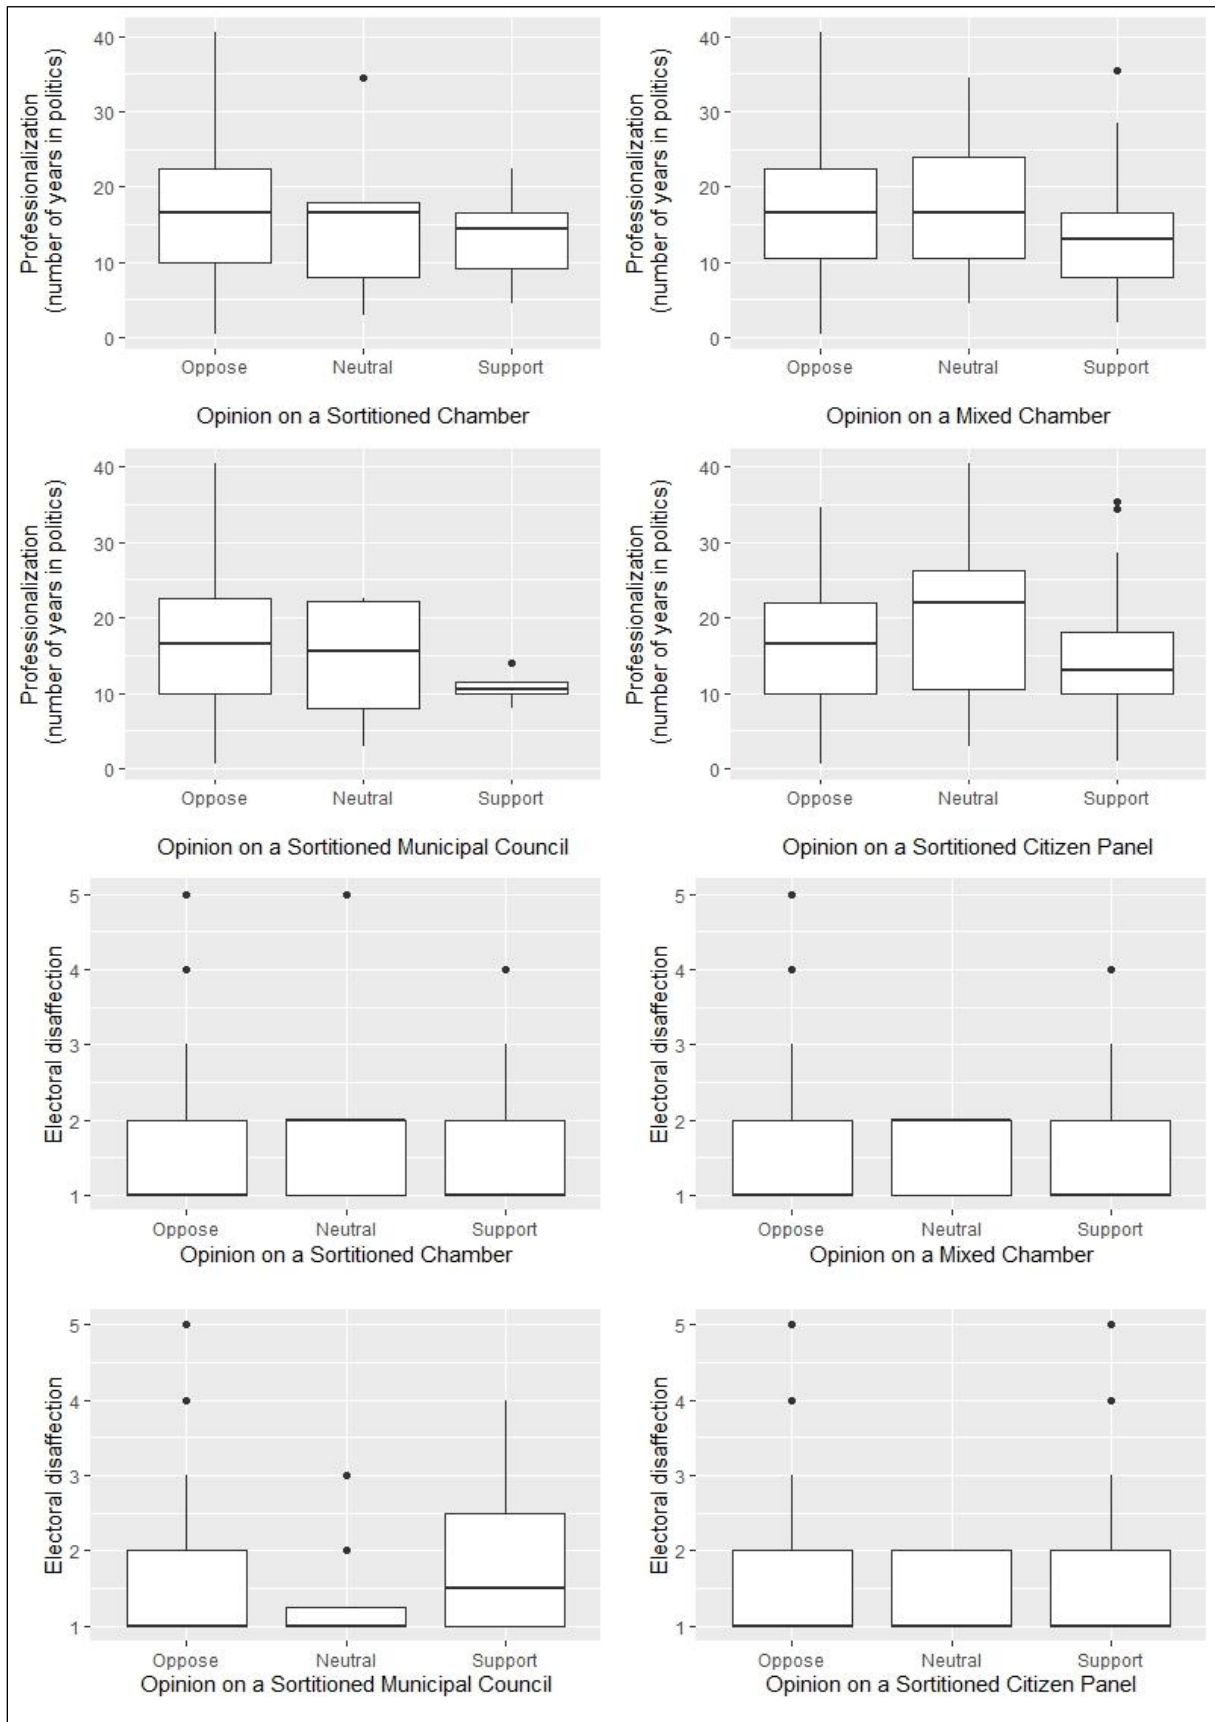 Professionalization
(number of years in politics)
40
30
20
10
0
Oppose Neutral Support
Opinion on a Sortitioned Chamber
Professionalization
(number of years in politics)
40
30
20
10
0
Oppose Neutral Support
Opinion on a Mixed Chamber
Professionalization
(number of years in politics)
40
30
20
10
0
Oppose Neutral Support
Opinion on a Sortitioned Municipal Council
Professionalization
(number of years in politics)
40
30
20
10
0
Oppose Neutral Support
Opinion on a Sortitioned Citizen Panel
Electoral disaffection
5
4
3
2
1
Oppose Neutral Support
Opinion on a Sortitioned Chamber
Electoral disaffection
5
4
3
2
1
Oppose Neutral Support
Opinion on a Mixed Chamber
Electoral disaffection
5
4
3
2
1
Oppose Neutral Support
Opinion on a Sortitioned Municipal Council
Electoral disaffection
5
4
3
2
1
Oppose Neutral Support
Opinion on a Sortitioned Citizen Panel